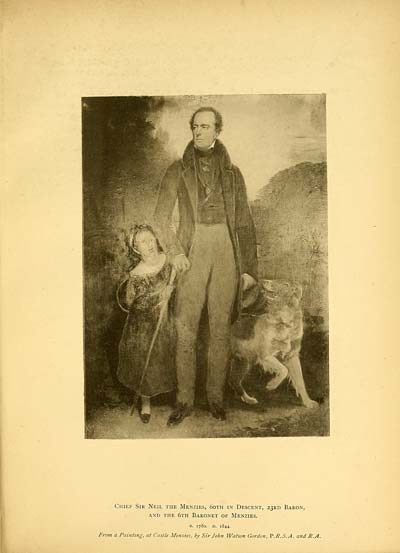 Chief Sir Neil the Menzies, 60th in Descent, 23rd Baron,
and the 6th Baronet of Menzies.
B. 1780. D. 1844.
From a Painting, at Castle Menzies, by Sir John Watson Gordon, P.R.S.A. and R.A.